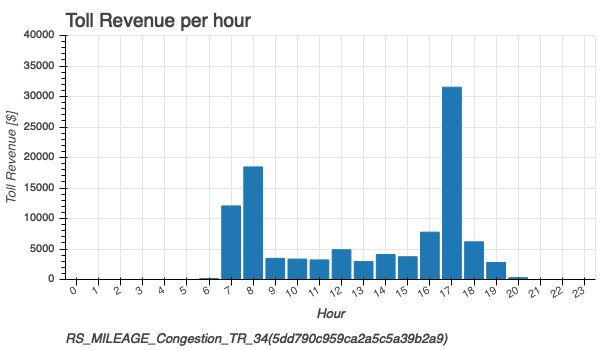 Toll Revenue per hour
40000
35000
30000
25000
20000
15000
10000
5000
0
Toll Revenue [$]
0 1 2 3 4 5 6 7 8 9 10 11 12 13 14 15 16 17 18 19 20 21 22 23
Hour
RS_MILEAGE_Congestion_TR_34(5dd790c959ca2a5c5a39b2a9)